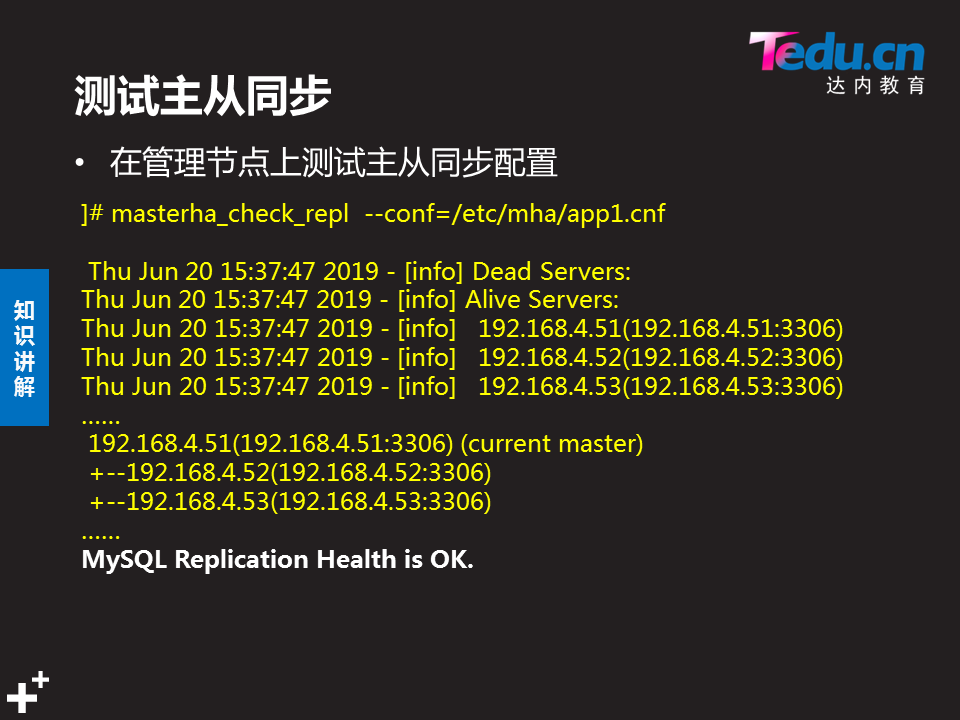 Tedu.cn
达内教育
测试主从同步
• 在管理节点上测试主从同步配置
]# masterha_check_repl  --conf=/etc/mha/app1.cnf
Thu Jun 20 15:37:47 2019 - [info] Dead Servers:
Thu Jun 20 15:37:47 2019 - [info] Alive Servers:
Thu Jun 20 15:37:47 2019 - [info]   192.168.4.51(192.168.4.51:3306)
Thu Jun 20 15:37:47 2019 - [info]   192.168.4.52(192.168.4.52:3306)
Thu Jun 20 15:37:47 2019 - [info]   192.168.4.53(192.168.4.53:3306)
……
192.168.4.51(192.168.4.51:3306) (current master)
+--192.168.4.52(192.168.4.52:3306)
+--192.168.4.53(192.168.4.53:3306)
……
MySQL Replication Health is OK.
知识讲解